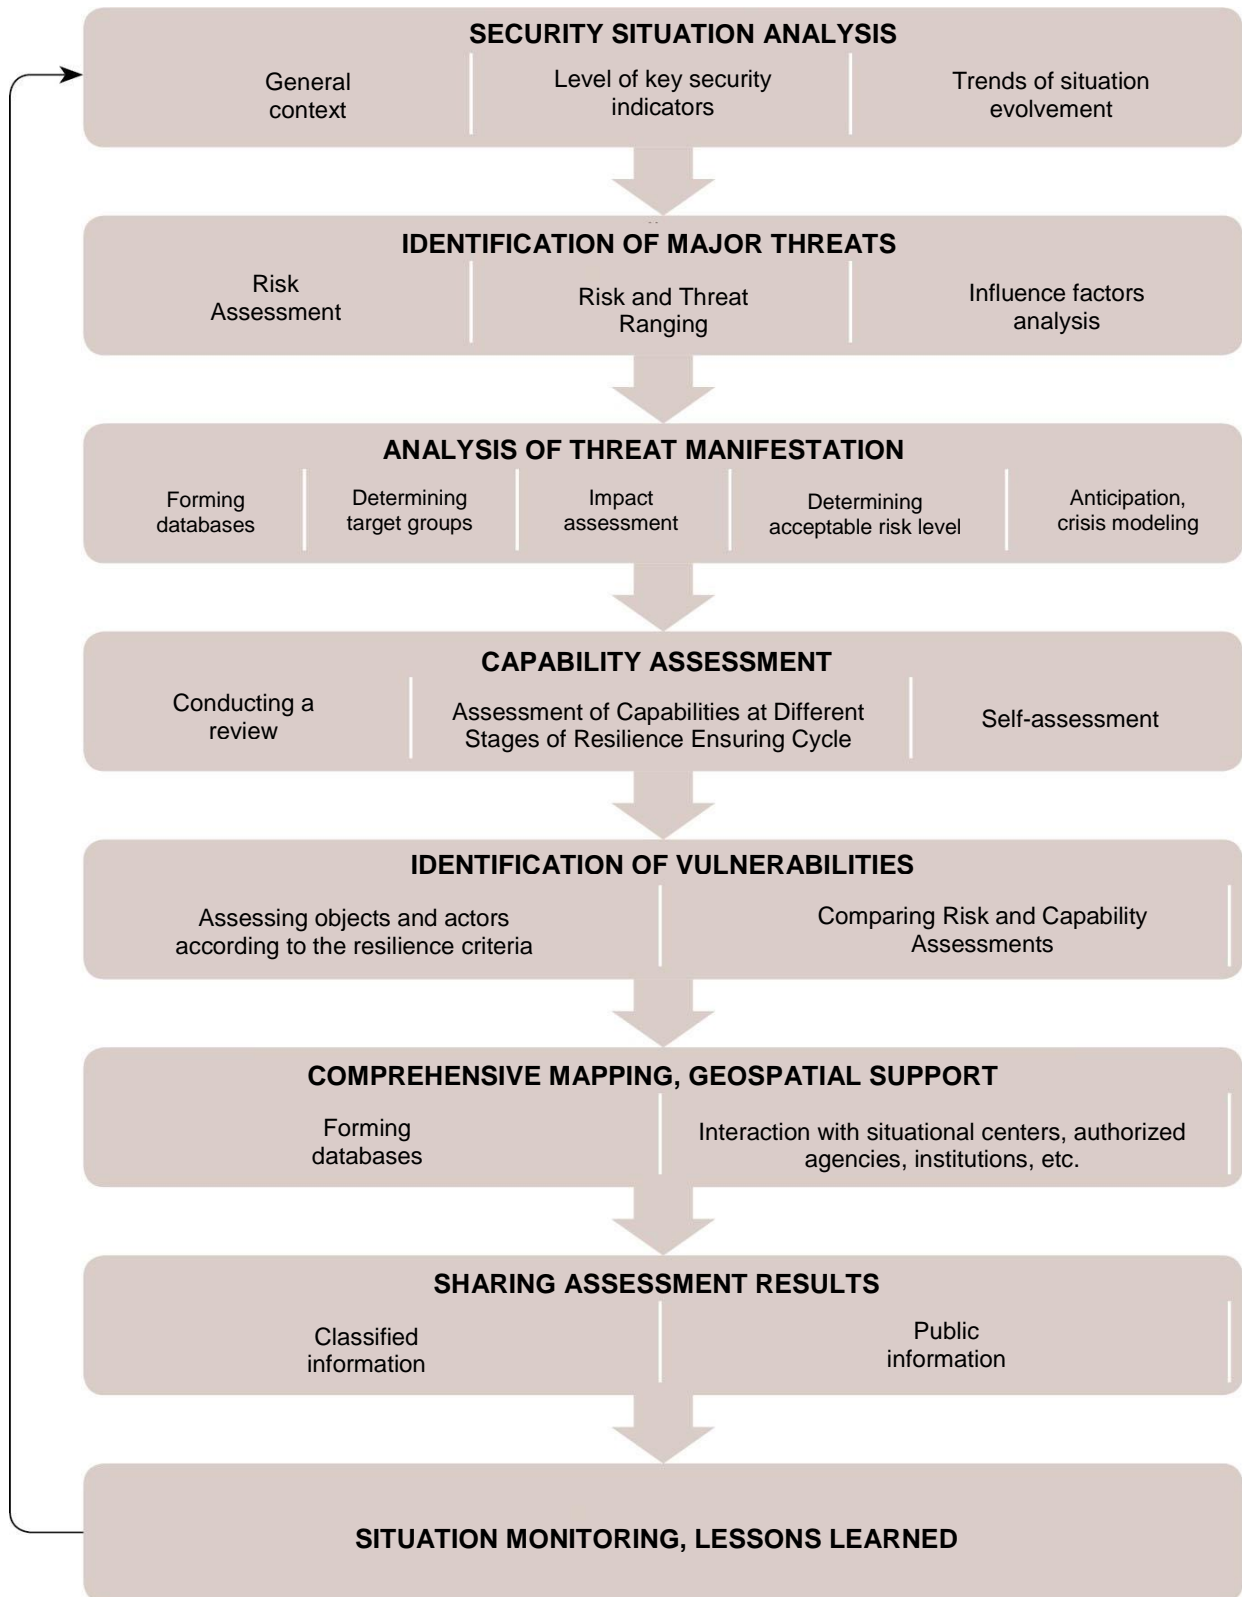 SECURITY SITUATION ANALYSIS
General
context
Level of key security
indicators
Trends of situation
evolvement
IDENTIFICATION OF MAJOR THREATS
Risk
Assessment
Risk and Threat
Ranging
Influence factors
analysis
ANALYSIS OF THREAT MANIFESTATION
Forming
databases
Determining
target groups
Impact
assessment
Determining
acceptable risk level
Anticipation,
crisis modeling
CAPABILITY ASSESSMENT
Conducting a
review
Assessment of Capabilities at Different
Stages of Resilience Ensuring Cycle
Self-assessment
IDENTIFICATION OF VULNERABILITIES
Assessing objects and actors
according to the resilience criteria
Comparing Risk and Capability
Assessments
COMPREHENSIVE MAPPING, GEOSPATIAL SUPPORT
Forming
databases
Interaction with situational centers, authorized
agencies, institutions, etc.
SHARING ASSESSMENT RESULTS
Classified
information
Public
information
SITUATION MONITORING, LESSONS LEARNED